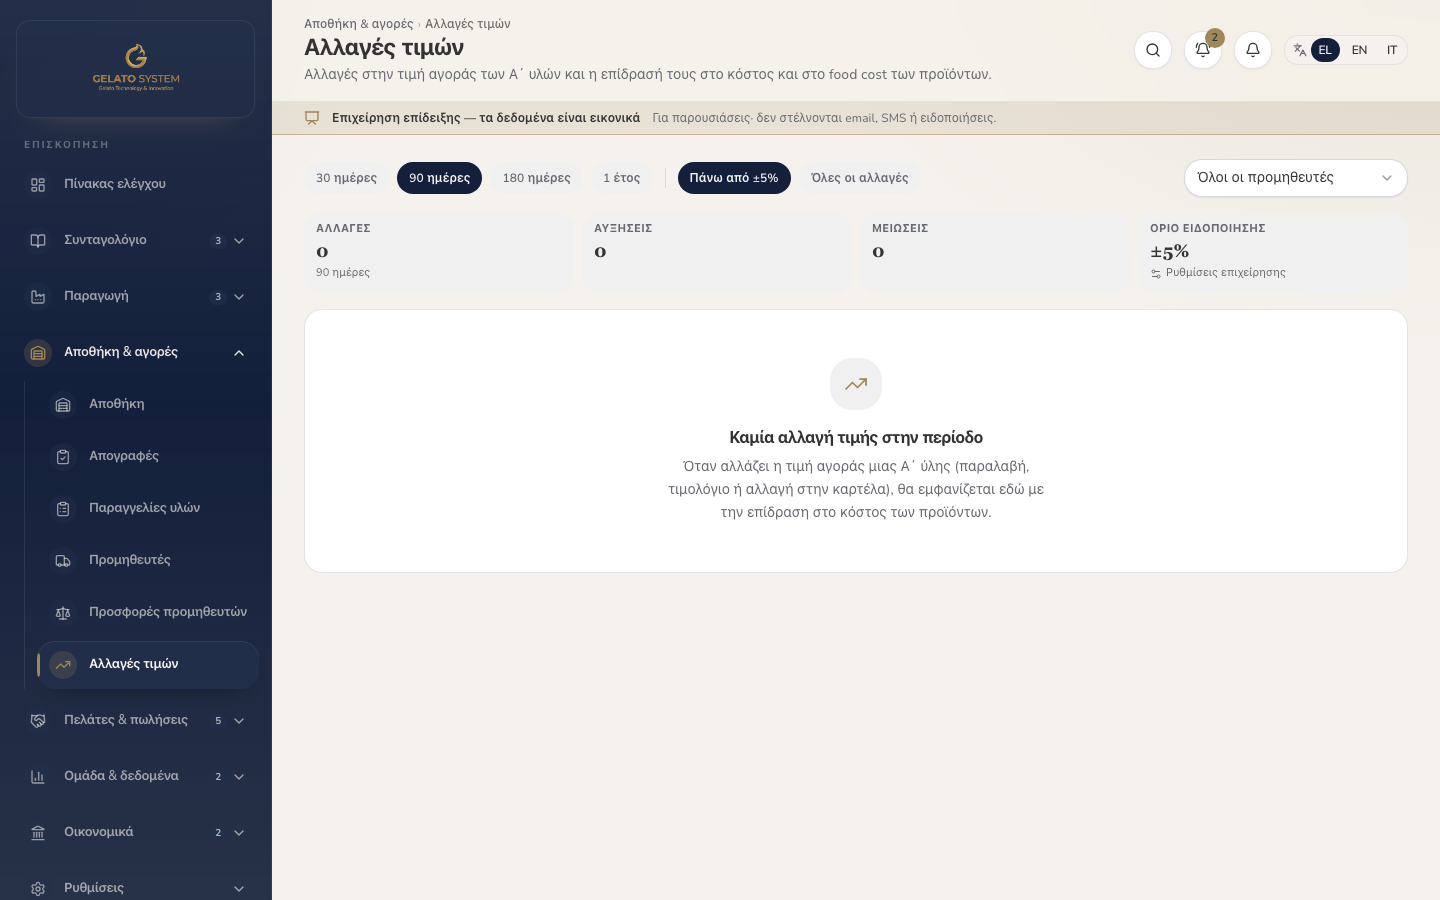 GELATO SYSTEM
Gelato Technology & Innovation
ΕΠΙΣΚΟΠΗΣΗ
Πίνακας ελέγχου
Συνταγολόγιο 3
Παραγωγή 3
Αποθήκη & αγορές
Αποθήκη
Απογραφές
Παραγγελίες υλών
Προμηθευτές
Προσφορές προμηθευτών
Αλλαγές τιμών
Πελάτες & πωλήσεις 5
Ομάδα & δεδομένα 2
Οικονομικά 2
Ρυθμίσεις
Αποθήκη & αγορές › Αλλαγές τιμών
Αλλαγές τιμών
Αλλαγές στην τιμή αγοράς των Α΄ υλών και η επίδρασή τους στο κόστος και στο food cost των προϊόντων.
2
EL EN IT
Επιχείρηση επίδειξης — τα δεδομένα είναι εικονικά Για παρουσιάσεις· δεν στέλνονται email, SMS ή ειδοποιήσεις.
30 ημέρες 90 ημέρες 180 ημέρες 1 έτος Πάνω από ±5% Όλες οι αλλαγές Όλοι οι προμηθευτές
ΑΛΛΑΓΕΣ
0
90 ημέρες
ΑΥΞΗΣΕΙΣ
0
ΜΕΙΩΣΕΙΣ
0
ΟΡΙΟ ΕΙΔΟΠΟΙΗΣΗΣ
±5%
Ρυθμίσεις επιχείρησης
Καμία αλλαγή τιμής στην περίοδο
Όταν αλλάζει η τιμή αγοράς μιας Α΄ ύλης (παραλαβή,
τιμολόγιο ή αλλαγή στην καρτέλα), θα εμφανίζεται εδώ με
την επίδραση στο κόστος των προϊόντων.